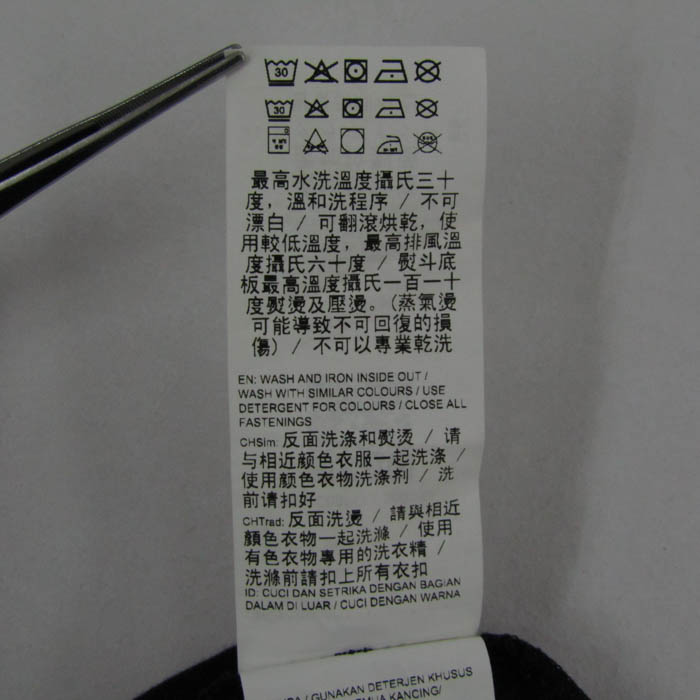 30
30
最高水洗溫度攝氏三十
度，溫和洗程序 / 不可
漂白 / 可翻滾烘乾，使
用較低溫度，最高排風溫
度攝氏六十度 / 熨斗底
板最高溫度攝氏一百一十
度熨燙及壓燙。（蒸氣燙
可能導致不可回復的損
傷） / 不可以專業乾洗
EN: WASH AND IRON INSIDE OUT /
WASH WITH SIMILAR COLOURS / USE
DETERGENT FOR COLOURS / CLOSE ALL
FASTENINGS
CHSim: 反面洗涤和熨烫 / 请
与相近颜色衣服一起洗涤 /
使用颜色衣物洗涤剂 / 洗
前请扣好
CHTrad: 反面洗燙 / 請與相近
顏色衣物一起洗滌 / 使用
有色衣物專用的洗衣精 /
洗滌前請扣上所有衣扣
ID: CUCI DAN SETRIKA DENGAN BAGIAN
DALAM DI LUAR / CUCI DENGAN WARNA
/ GUNAKAN DETERJEN KHUSUS
KANCING/